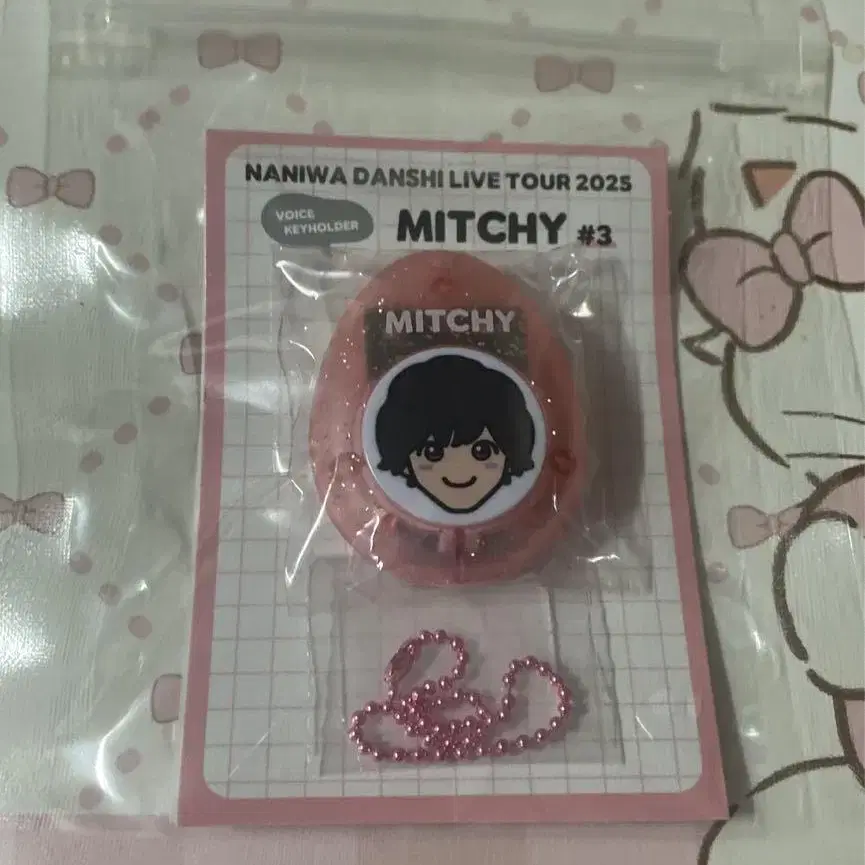 NANIWA DANSHI LIVE TOUR 2025
VOICE
KEYHOLDER
MITCHY #3
MITCHY